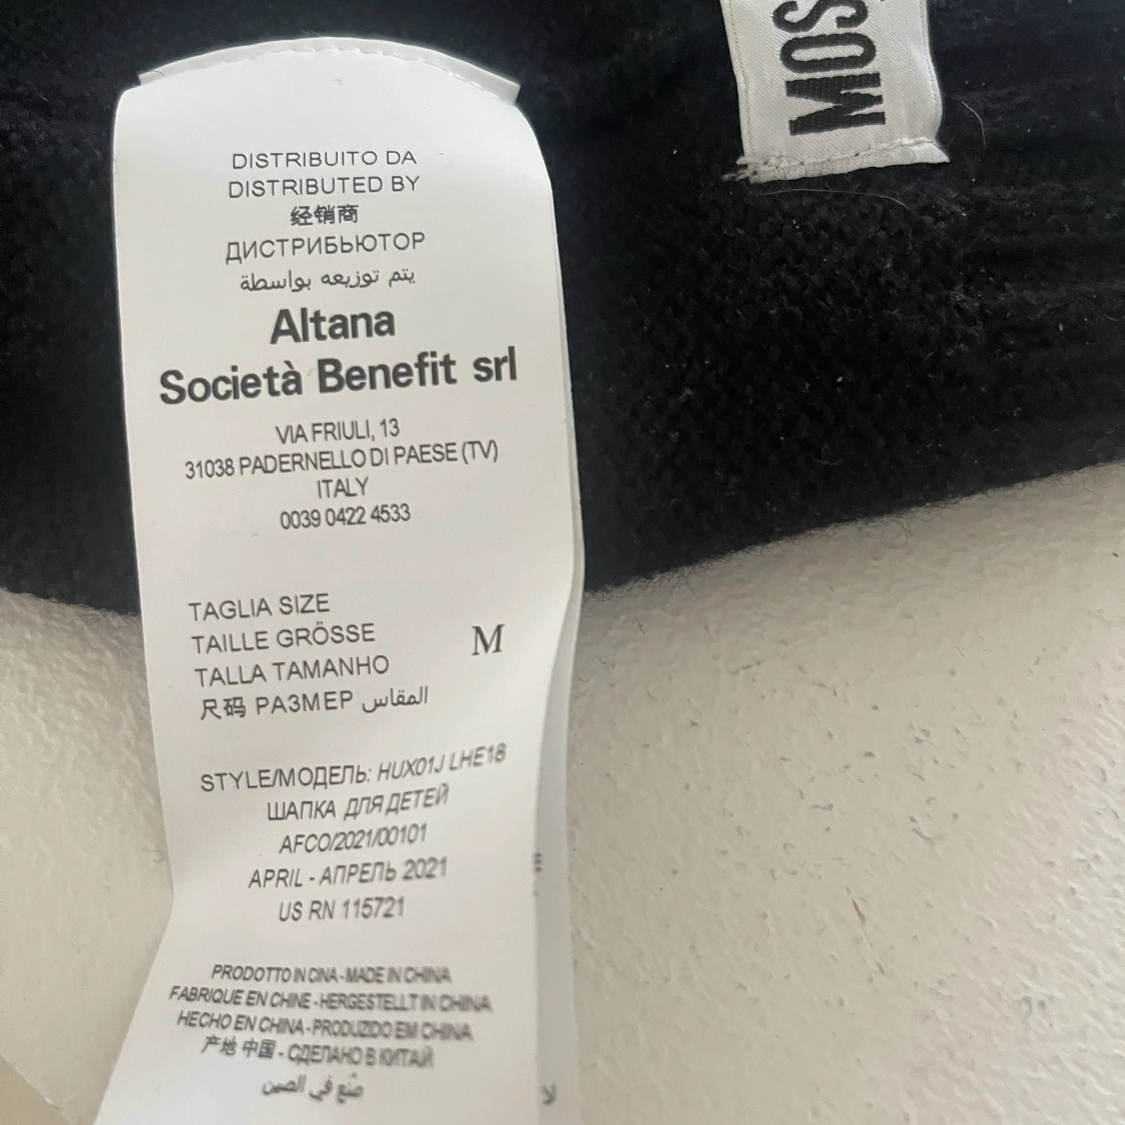 MOS
DISTRIBUITO DA
DISTRIBUTED BY
经销商
ДИСТРИБЬЮТОР
يتم توزيعه بواسطة
Altana
Società Benefit srl
VIA FRIULI, 13
31038 PADERNELLO DI PAESE (TV)
ITALY
0039 0422 4533
TAGLIA SIZE
TAILLE GRÖSSE
M
TALLA TAMANHO
尺码 РАЗМЕР المقاس
STYLE/МОДЕЛЬ: HUX01J LHE18
ШАПКА ДЛЯ ДЕТЕЙ
AFCO/2021/00101
APRIL - АПРЕЛЬ 2021
US RN 115721
PRODOTTO IN CINA - MADE IN CHINA
FABRIQUE EN CHINE - HERGESTELLT IN CHINA
HECHO EN CHINA - PRODUZIDO EM CHINA
产地 中国 - СДЕЛАНО В КИТАЙ
صُنع في الصين